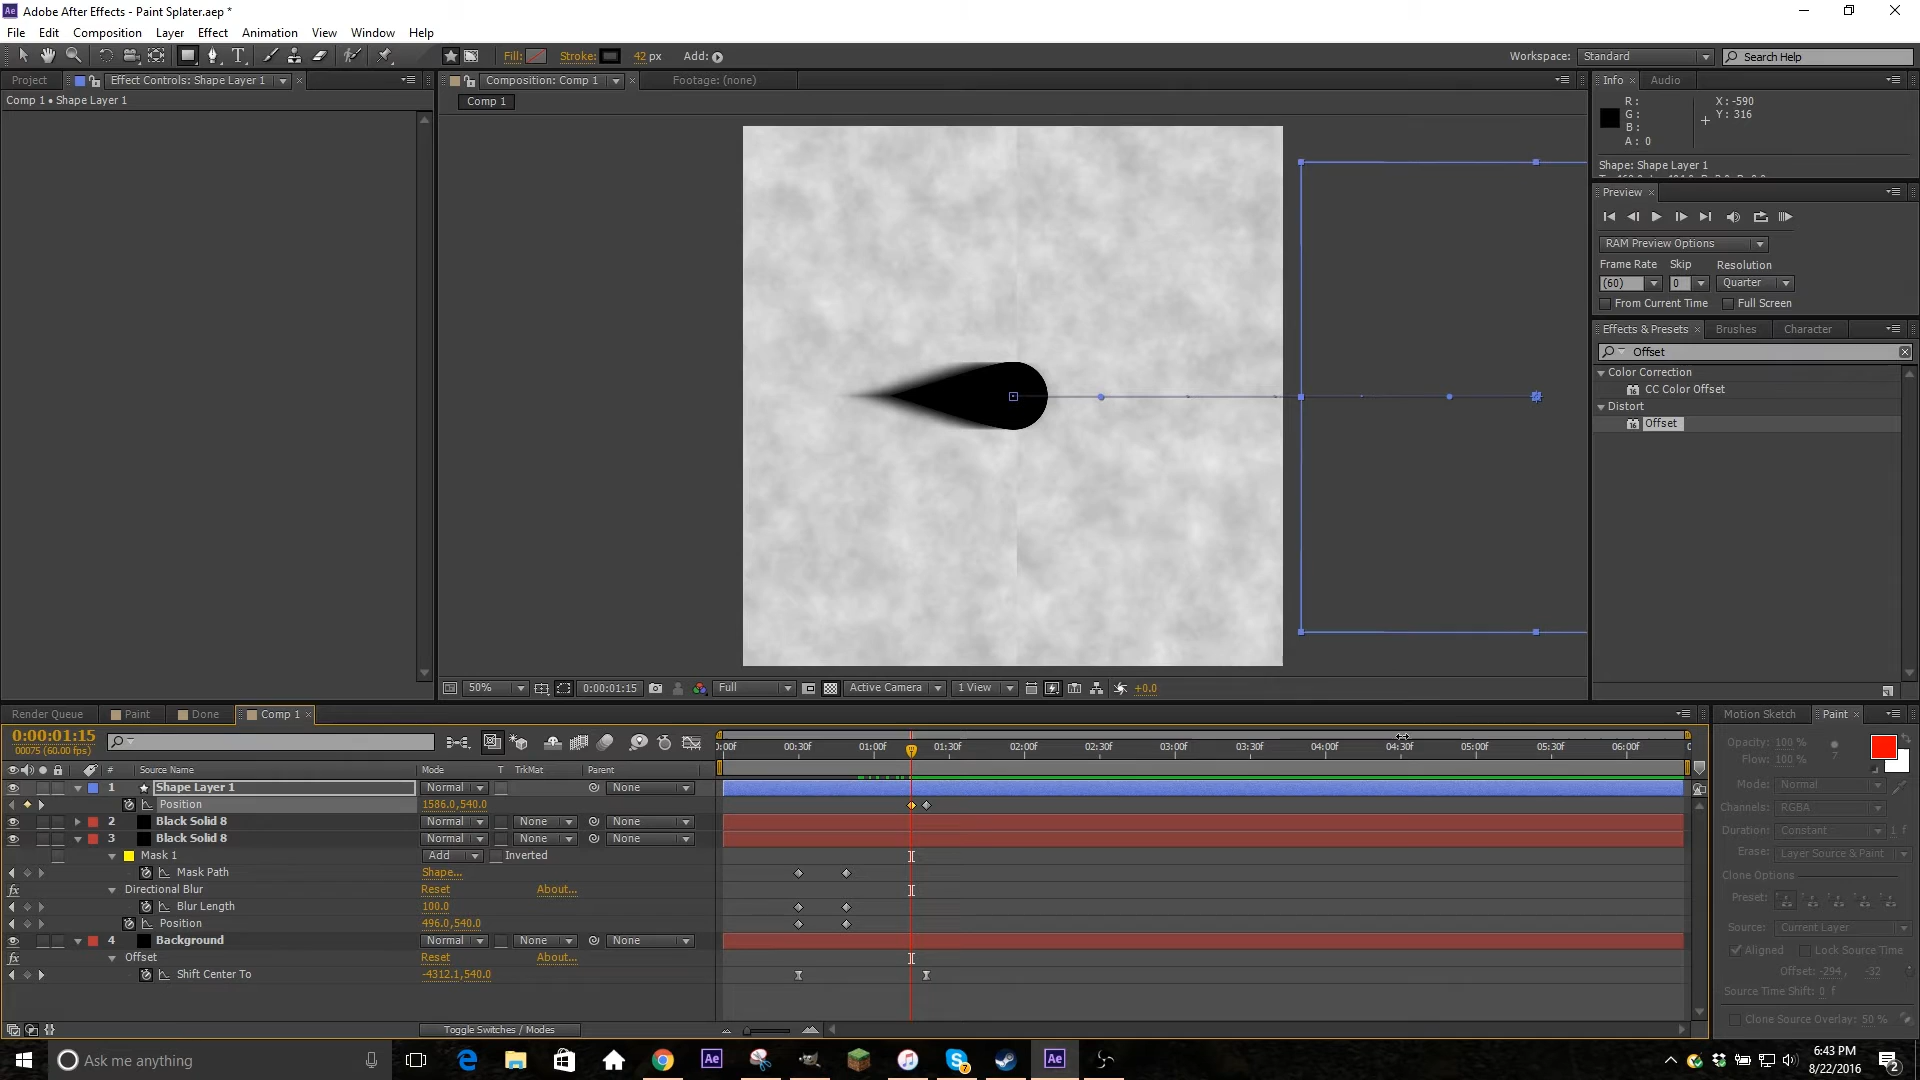 Adobe After Effects - Paint Splater.aep *
File Edit Composition Layer Effect Animation View Window Help
Fill: Stroke: 42 px Add: Workspace: Standard Search Help
Project Effect Controls: Shape Layer 1 Composition: Comp 1 Footage: (none) Info Audio
Comp 1 • Shape Layer 1
Comp 1
R:
G:
B:
A: 0
X: -590
Y: 316
Shape: Shape Layer 1
Preview
RAM Preview Options
Frame Rate Skip Resolution
(60) 0 Quarter
From Current Time Full Screen
Effects & Presets Brushes Character
Offset
Color Correction
CC Color Offset
Distort
Offset
50% 0:00:01:15 Full Active Camera 1 View +0.0
Render Queue Paint Done Comp 1
0:00:01:15
00075 (60.00 fps)
0:00f 00:30f 01:00f 01:30f 02:00f 02:30f 03:00f 03:30f 04:00f 04:30f 05:00f 05:30f 06:00f
# Source Name Mode T TrkMat Parent
1 Shape Layer 1 Normal None
Position 1586.0,540.0
2 Black Solid 8 Normal None None
3 Black Solid 8 Normal None None
Mask 1 Add Inverted
Mask Path Shape...
fx Directional Blur Reset About...
Blur Length 100.0
Position 496.0,540.0
4 Background Normal None None
fx Offset Reset About...
Shift Center To -4312.1,540.0
Toggle Switches / Modes
Motion Sketch Paint
Opacity: 100 %
Flow: 100 %
7
Mode: Normal
Channels: RGBA
Duration: Constant 1 f
Erase: Layer Source & Paint
Clone Options
Preset:
Source: Current Layer
Aligned Lock Source Time
Offset: -294, -32
Source Time Shift: 0 f
Clone Source Overlay: 50 %
Ask me anything
6:43 PM
8/22/2016